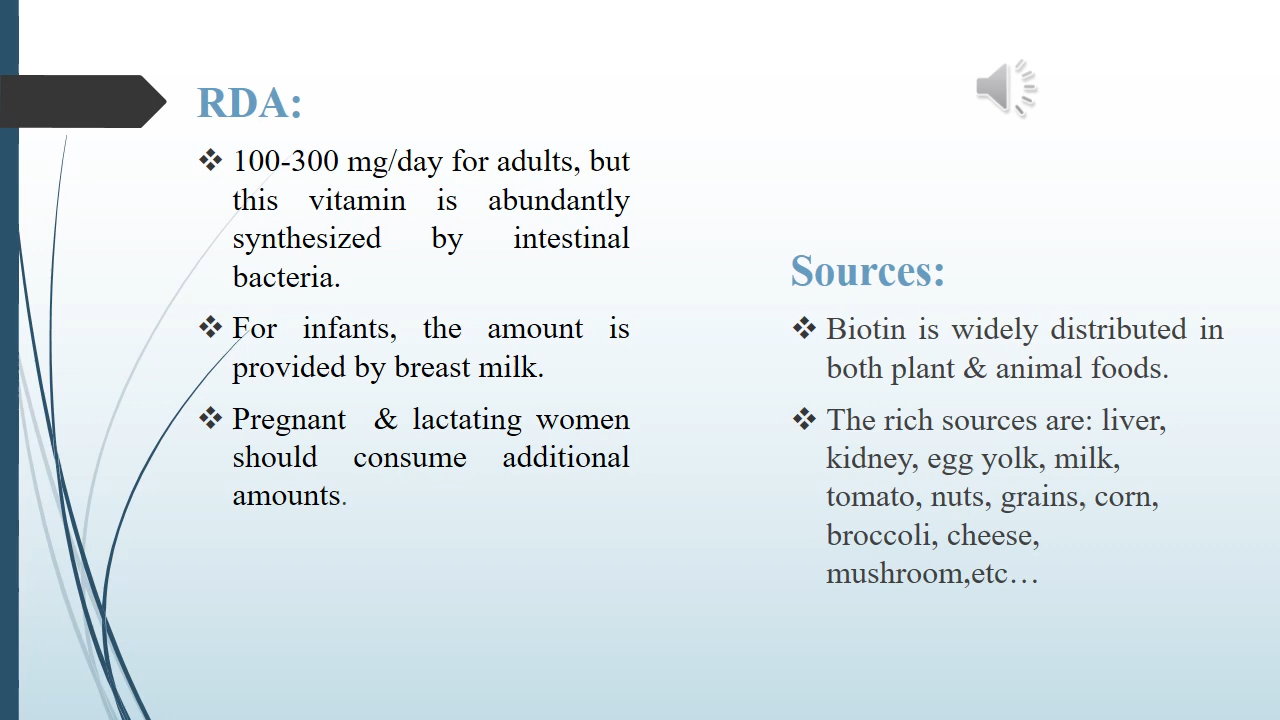 RDA:
❖ 100-300 mg/day for adults, but
this vitamin is abundantly
synthesized by intestinal
bacteria.
❖ For infants, the amount is
provided by breast milk.
❖ Pregnant & lactating women
should consume additional
amounts.
Sources:
❖ Biotin is widely distributed in
both plant & animal foods.
❖ The rich sources are: liver,
kidney, egg yolk, milk,
tomato, nuts, grains, corn,
broccoli, cheese,
mushroom,etc…